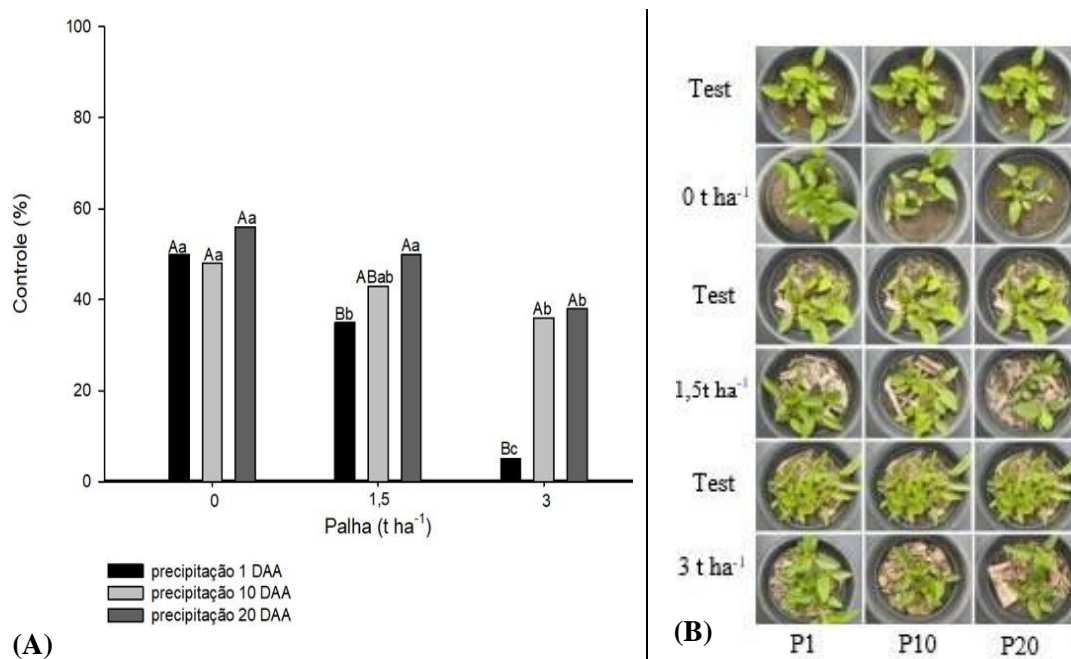 100
80
60
40
20
0
Controle (%)
Aa
Aa
Aa
Bb
ABab
Aa
Bc
Ab
Ab
0
1,5
3
Palha (t ha⁻¹)
precipitação 1 DAA
precipitação 10 DAA
precipitação 20 DAA
(A)
Test
0 t ha⁻¹
Test
1,5t ha⁻¹
Test
3 t ha⁻¹
P1 P10 P20
(B)